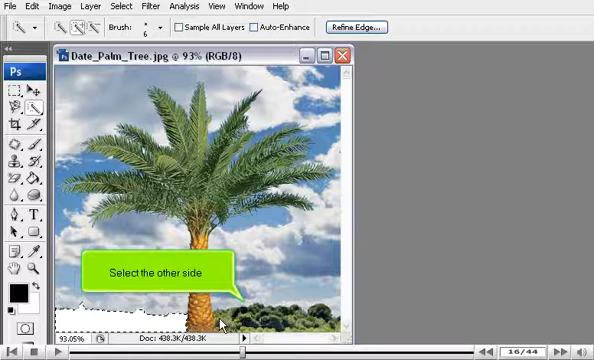 File Edit Image Layer Select Filter Analysis View Window Help
Brush: 6 Sample All Layers Auto-Enhance Refine Edge...
Ps
Date_Palm_Tree.jpg @ 93% (RGB/8)
T
Select the other side
93.05% Doc: 438.3K/438.3K
16/44